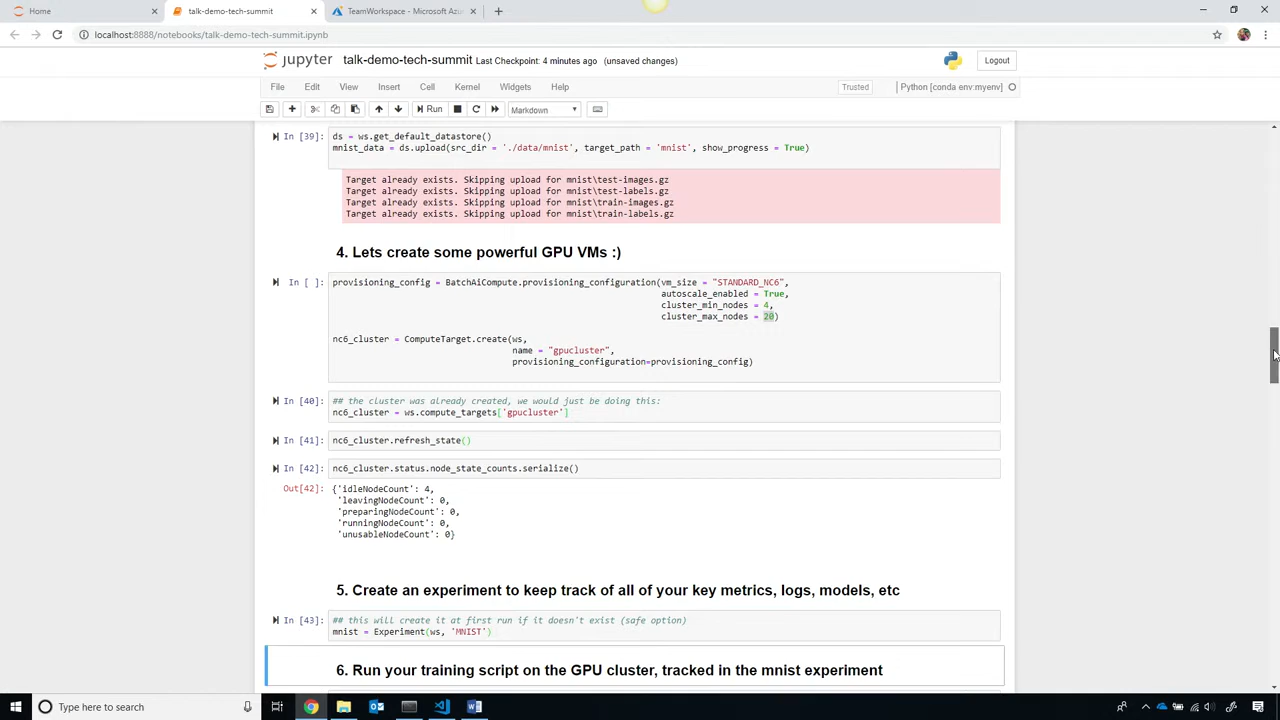 Home
talk-demo-tech-summit
TeamWorkspace - Microsoft Azu
localhost:8888/notebooks/talk-demo-tech-summit.ipynb
jupyter talk-demo-tech-summit Last Checkpoint: 4 minutes ago (unsaved changes)
Logout
File Edit View Insert Cell Kernel Widgets Help
Trusted
Python [conda env:myenv]
Run
Markdown
In [39]: ds = ws.get_default_datastore()
mnist_data = ds.upload(src_dir = './data/mnist', target_path = 'mnist', show_progress = True)
Target already exists. Skipping upload for mnist\test-images.gz
Target already exists. Skipping upload for mnist\test-labels.gz
Target already exists. Skipping upload for mnist\train-images.gz
Target already exists. Skipping upload for mnist\train-labels.gz
4. Lets create some powerful GPU VMs :)
In [ ]: provisioning_config = BatchAiCompute.provisioning_configuration(vm_size = "STANDARD_NC6",
autoscale_enabled = True,
cluster_min_nodes = 4,
cluster_max_nodes = 20)
nc6_cluster = ComputeTarget.create(ws,
name = "gpucluster",
provisioning_configuration=provisioning_config)
In [40]: ## the cluster was already created, we would just be doing this:
nc6_cluster = ws.compute_targets['gpucluster']
In [41]: nc6_cluster.refresh_state()
In [42]: nc6_cluster.status.node_state_counts.serialize()
Out[42]: {'idleNodeCount': 4,
'leavingNodeCount': 0,
'preparingNodeCount': 0,
'runningNodeCount': 0,
'unusableNodeCount': 0}
5. Create an experiment to keep track of all of your key metrics, logs, models, etc
In [43]: ## this will create it at first run if it doesn't exist (safe option)
mnist = Experiment(ws, 'MNIST')
6. Run your training script on the GPU cluster, tracked in the mnist experiment
Type here to search